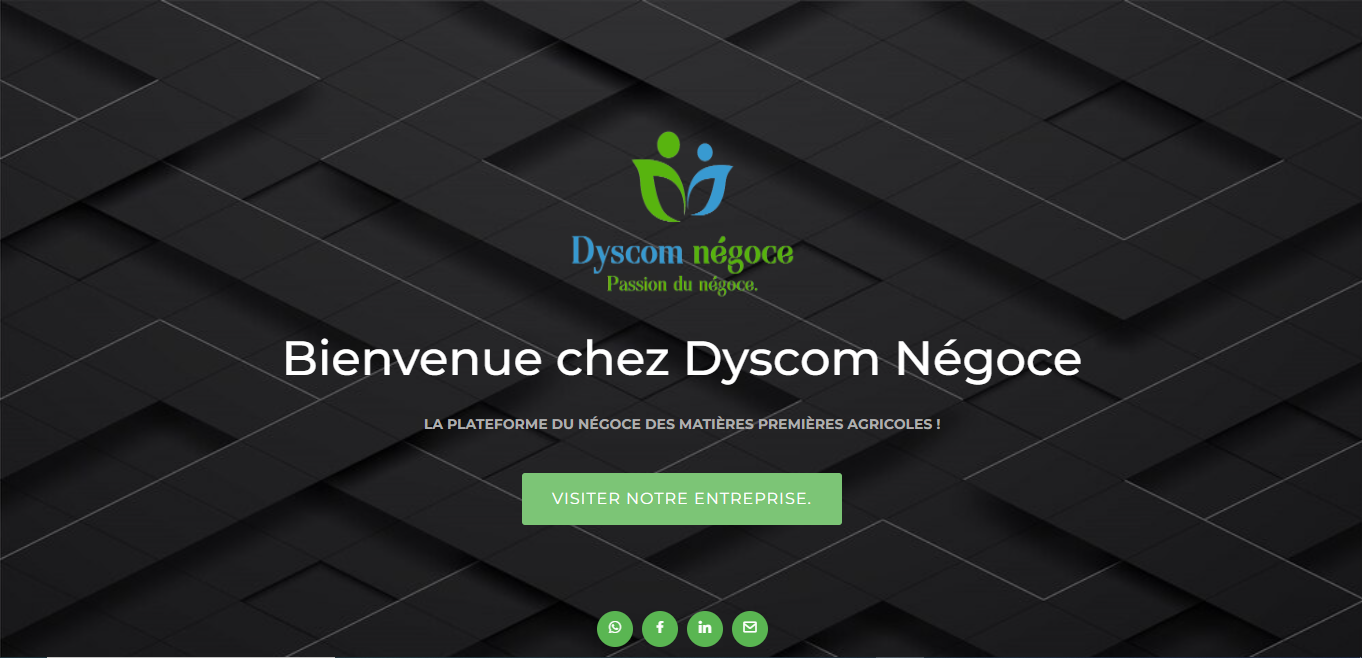 Dyscom négoce
Passion du négoce.
Bienvenue chez Dyscom Négoce
LA PLATEFORME DU NÉGOCE DES MATIÈRES PREMIÈRES AGRICOLES !
VISITER NOTRE ENTREPRISE.